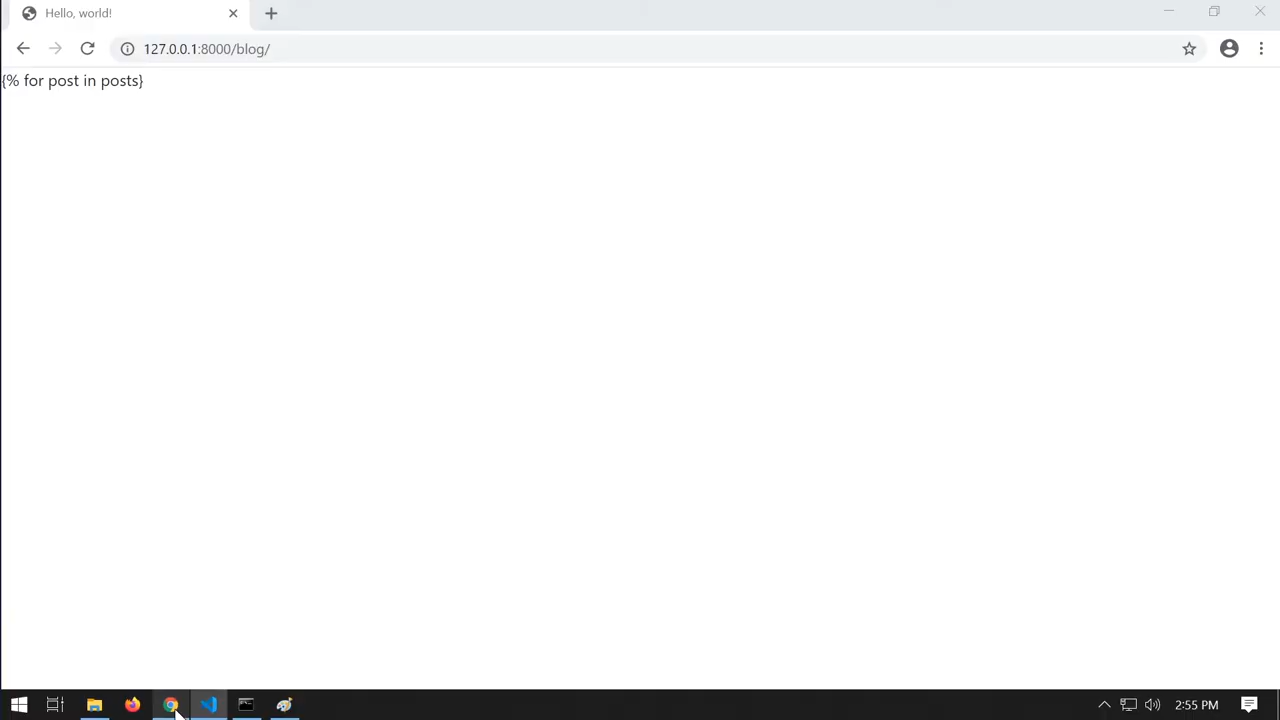 Hello, world!
127.0.0.1:8000/blog/
{% for post in posts}
2:55 PM